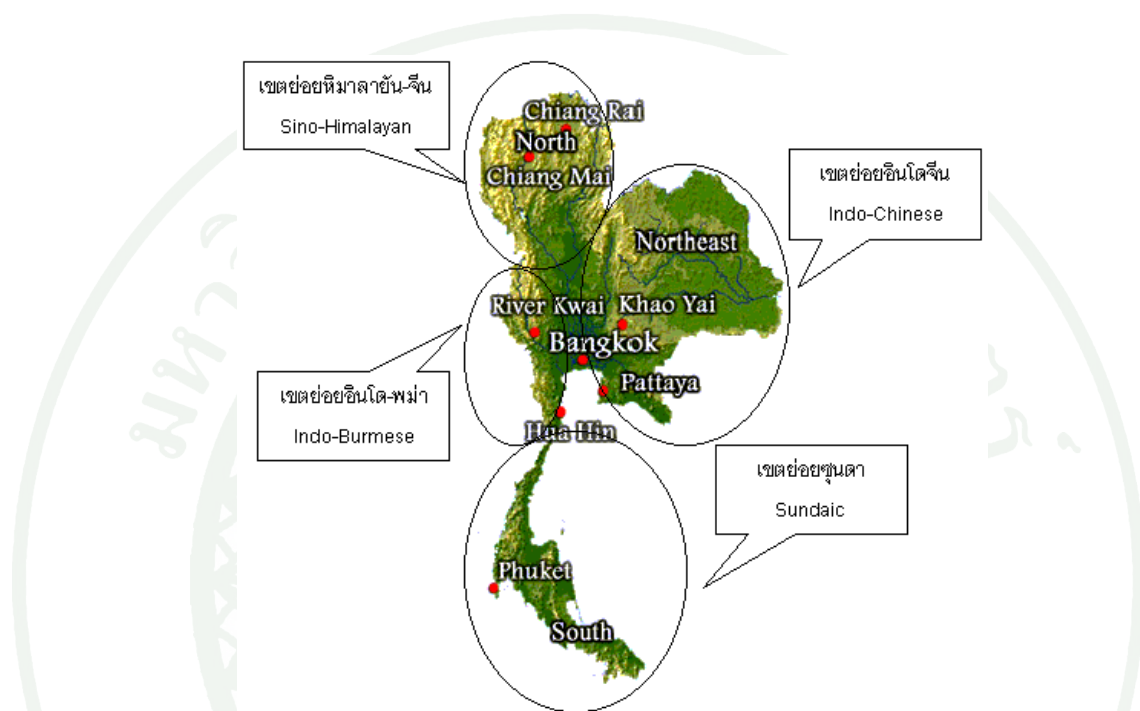 เขตย่อยหิมาลายัน-จีน
Sino-Himalayan
Chiang Rai
North
Chiang Mai
เขตย่อยอินโดจีน
Indo-Chinese
Northeast
River Kwai
Khao Yai
Bangkok
Pattaya
เขตย่อยอินโด-พม่า
Indo-Burmese
Hua Hin
เขตย่อยซุนดา
Sundaic
Phuket
South